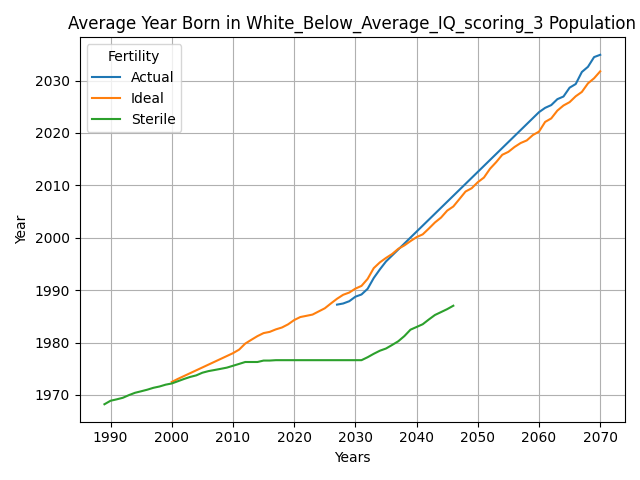 Average Year Born in White_Below_Average_IQ_scoring_3 Population
Fertility
Actual
Ideal
Sterile
Year
2030
2020
2010
2000
1990
1980
1970
1990 2000 2010 2020 2030 2040 2050 2060 2070
Years